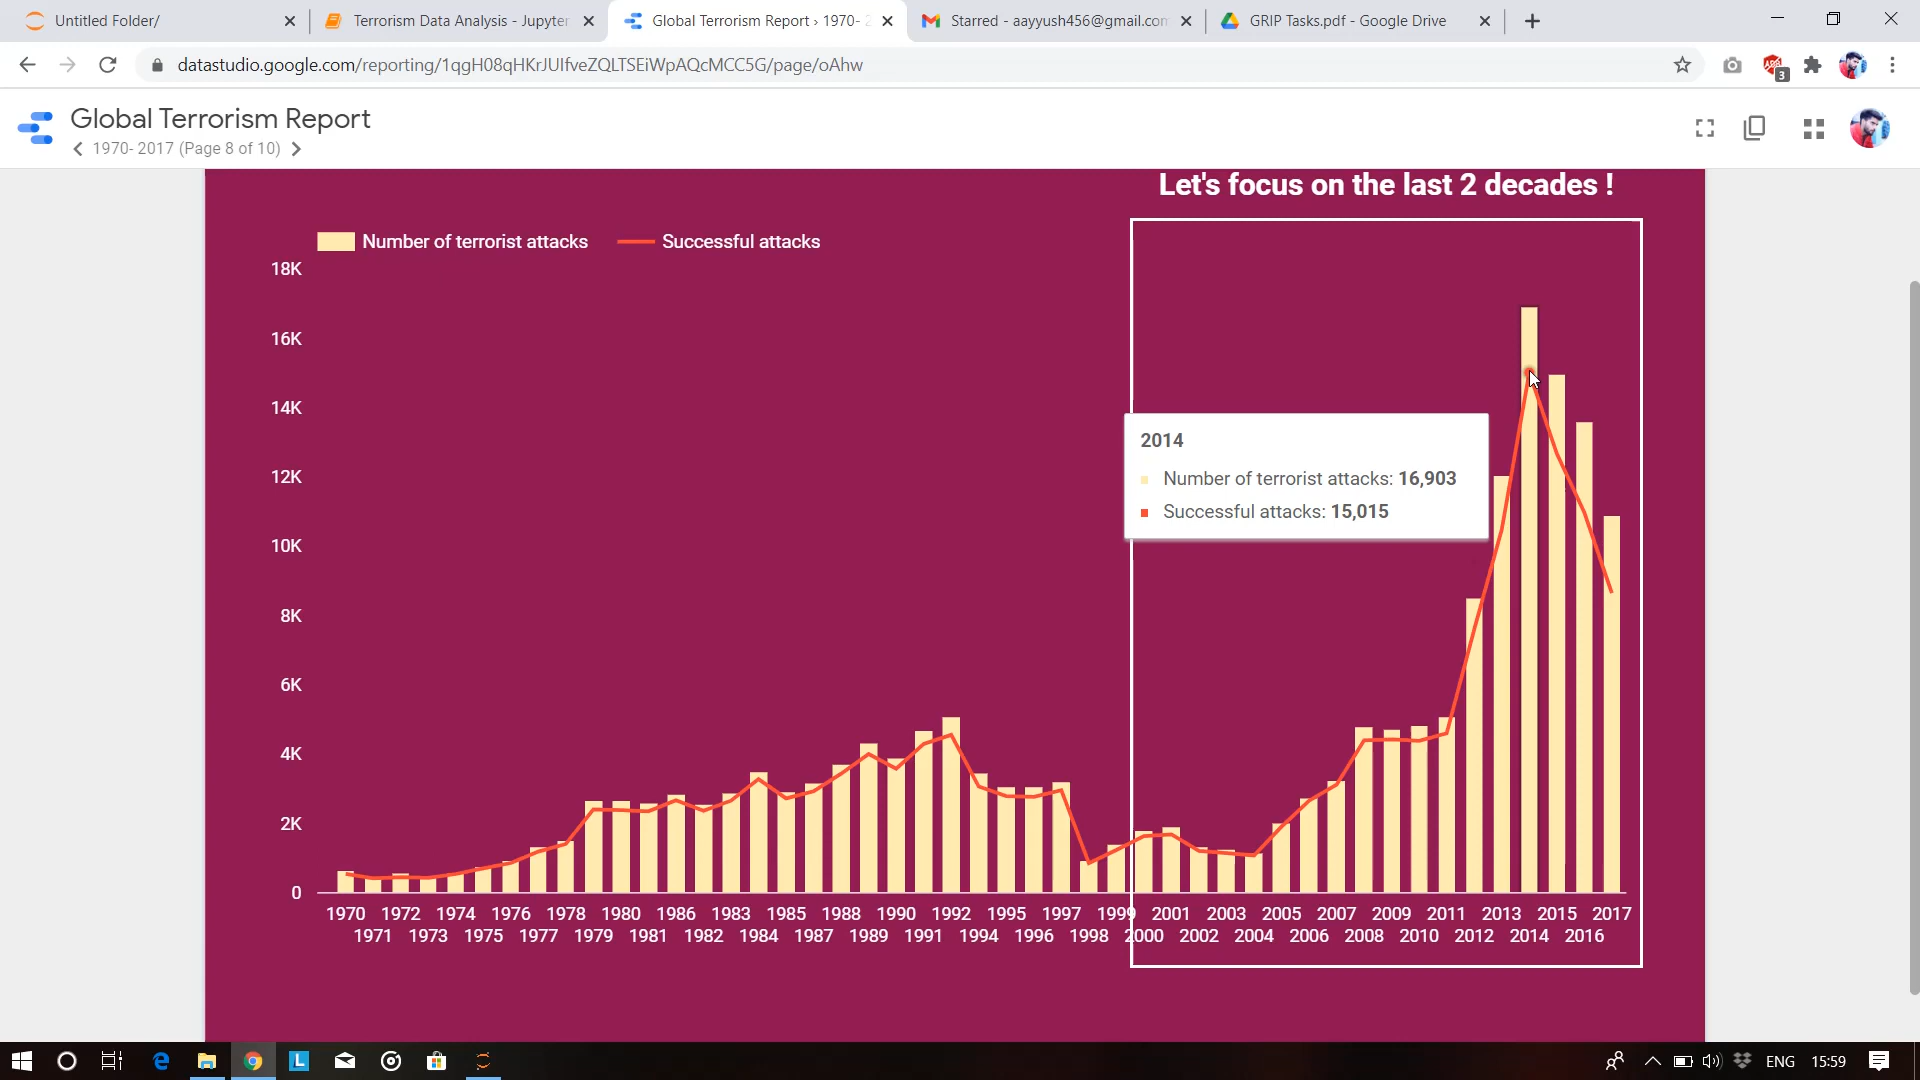 Untitled Folder/
Terrorism Data Analysis - Jupyter
Global Terrorism Report › 1970- 2
Starred - aayyush456@gmail.com
GRIP Tasks.pdf - Google Drive
datastudio.google.com/reporting/1qgH08qHKrJUIfveZQLTSEiWpAQcMCC5G/page/oAhw
3
Global Terrorism Report
1970- 2017 (Page 8 of 10)
Let's focus on the last 2 decades !
Number of terrorist attacks
Successful attacks
18K
16K
14K
12K
10K
8K
6K
4K
2K
0
2014
Number of terrorist attacks: 16,903
Successful attacks: 15,015
1970 1972 1974 1976 1978 1980 1986 1983 1985 1988 1990 1992 1995 1997 1999 2001 2003 2005 2007 2009 2011 2013 2015 2017
1971 1973 1975 1977 1979 1981 1982 1984 1987 1989 1991 1994 1996 1998 2000 2002 2004 2006 2008 2010 2012 2014 2016
ENG 15:59